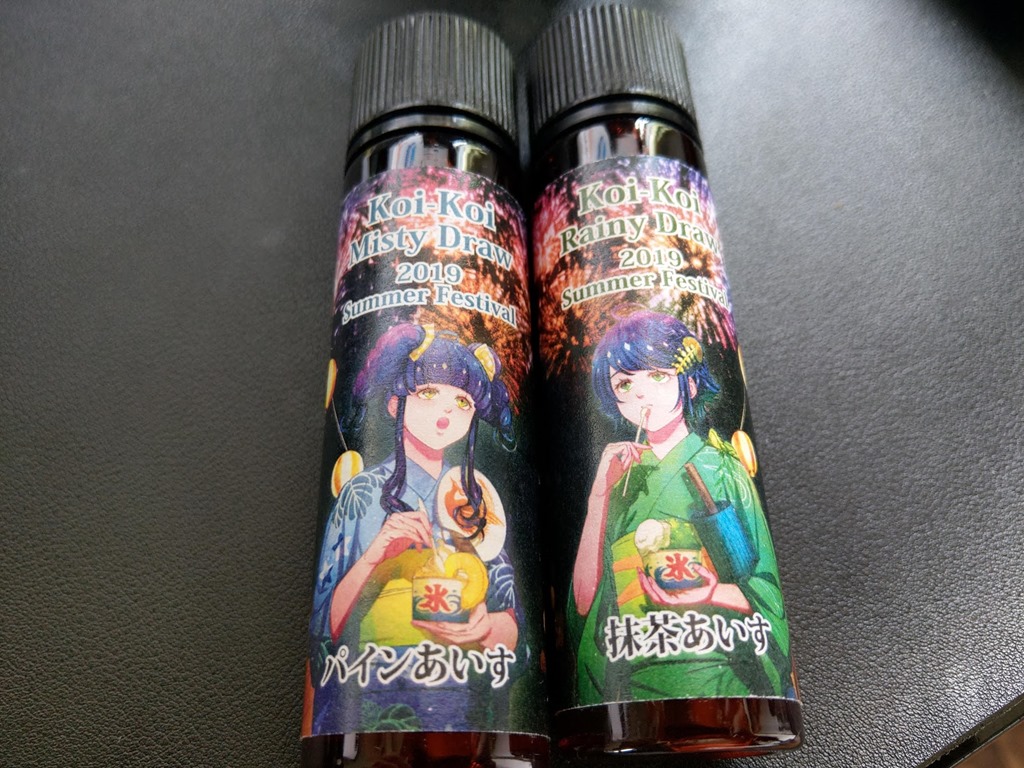 Koi-Koi
Misty Draw
2019
Summer Festival
氷
パインあいす
Koi-Koi
Rainy Draw
2019
Summer Festival
氷
抹茶あいす